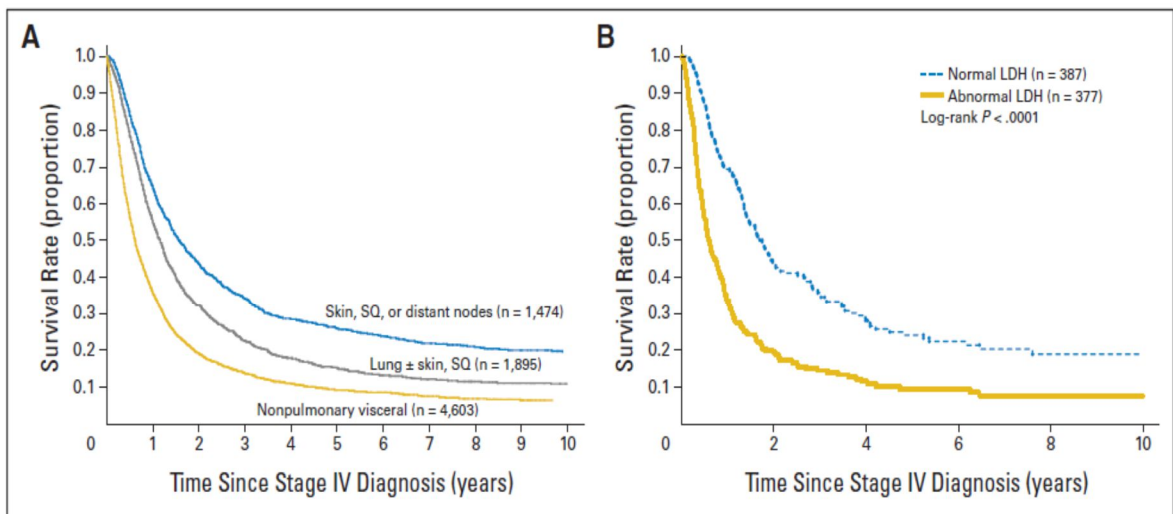 A
Survival Rate (proportion)
1.0
0.9
0.8
0.7
0.6
0.5
0.4
0.3
0.2
0.1
0 1 2 3 4 5 6 7 8 9 10
Skin, SQ, or distant nodes (n = 1,474)
Lung ± skin, SQ (n = 1,895)
Nonpulmonary visceral (n = 4,603)
Time Since Stage IV Diagnosis (years)
B
Survival Rate (proportion)
1.0
0.9
0.8
0.7
0.6
0.5
0.4
0.3
0.2
0.1
0 2 4 6 8 10
Normal LDH (n = 387)
Abnormal LDH (n = 377)
Log-rank P < .0001
Time Since Stage IV Diagnosis (years)